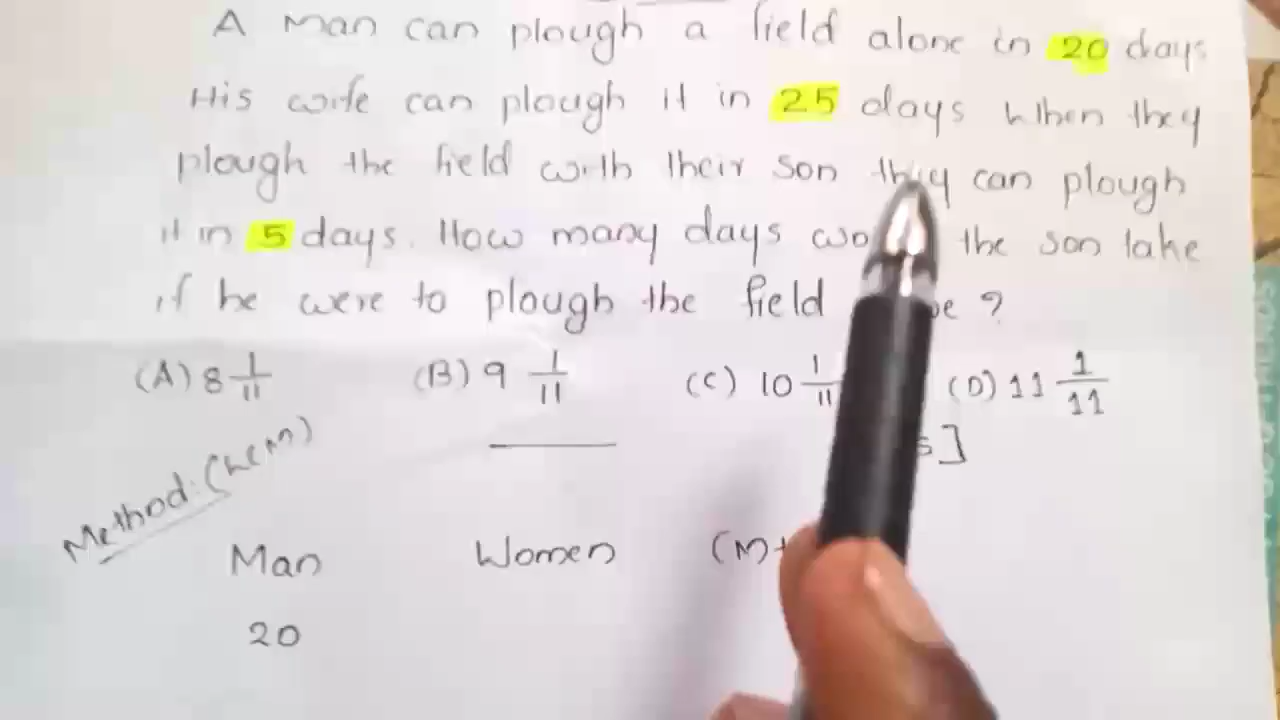 A Man can plough a field alone in 20 days
His wife can plough it in 25 days When they
plough the field with their son they can plough
it in 5 days. How many days the son take
if he were to plough the field ?
(A) 8 1/11 (B) 9 1/11 (C) 10 1/11 (D) 11 1/11
Method: (LCM)
Man Women (M+
20